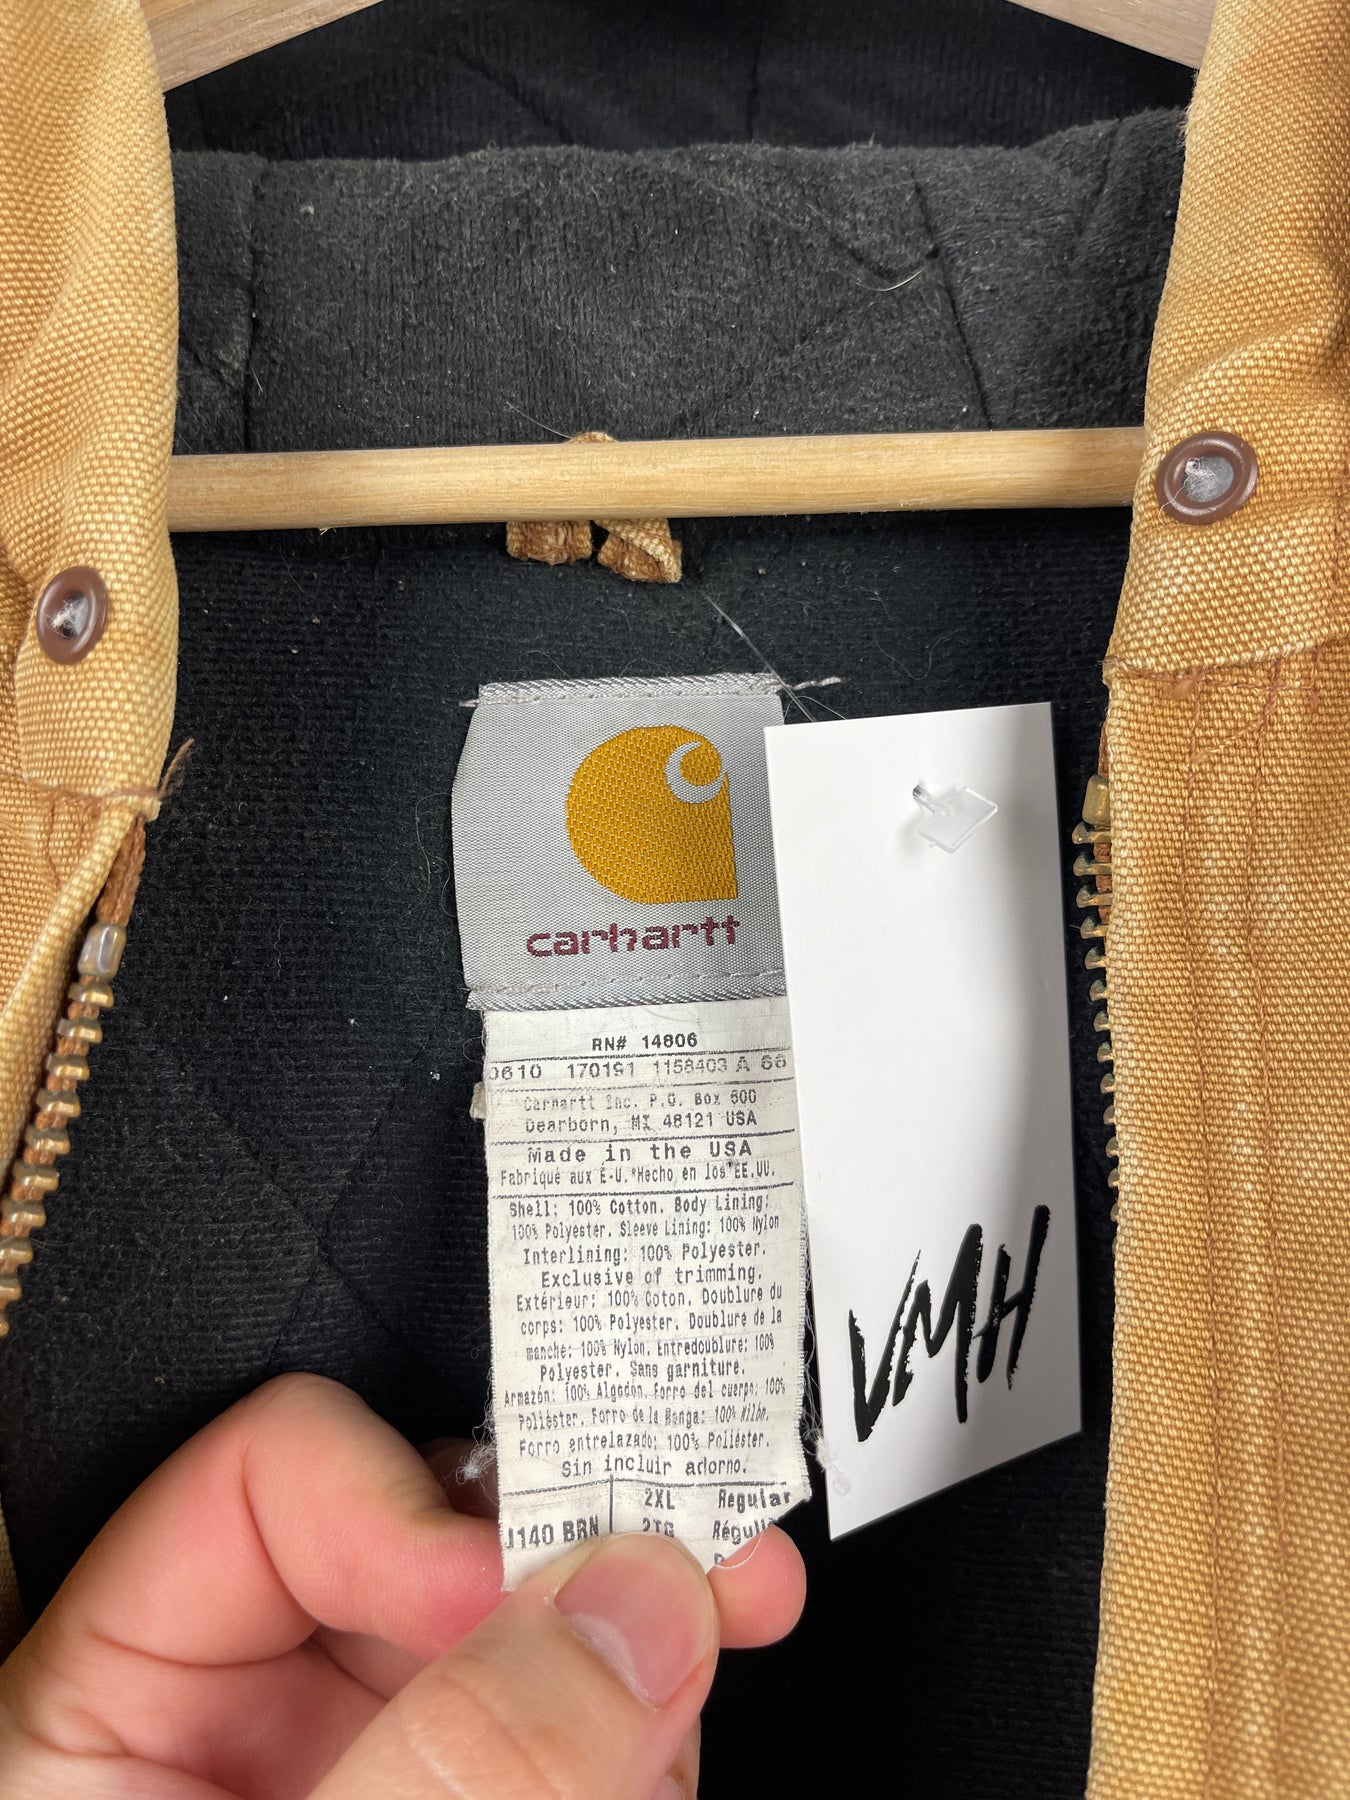 carhartt
RN# 14806
0610 170191 1158403 A 66
Carhartt Inc. P.O. Box 600
Dearborn, MI 48121 USA
Made in the USA
Fabriqué aux É-U.*Hecho en los EE.UU.
Shell: 100% Cotton. Body Lining:
100% Polyester. Sleeve Lining: 100% Nylon
Interlining: 100% Polyester.
Exclusive of trimming.
Extérieur: 100% Coton. Doublure du
corps: 100% Polyester. Doublure de la
manche: 100% Nylon. Entredoublure: 100%
Polyester. Sans garniture.
Armazón: 100% Algodón. Forro del cuerpo: 100%
Poliéster. Forro de la Manga: 100% Nilón.
Forro entrelazado: 100% Poliéster.
Sin incluir adorno.
2XL Regular
J140 BRN 2TG Réguli
VMH